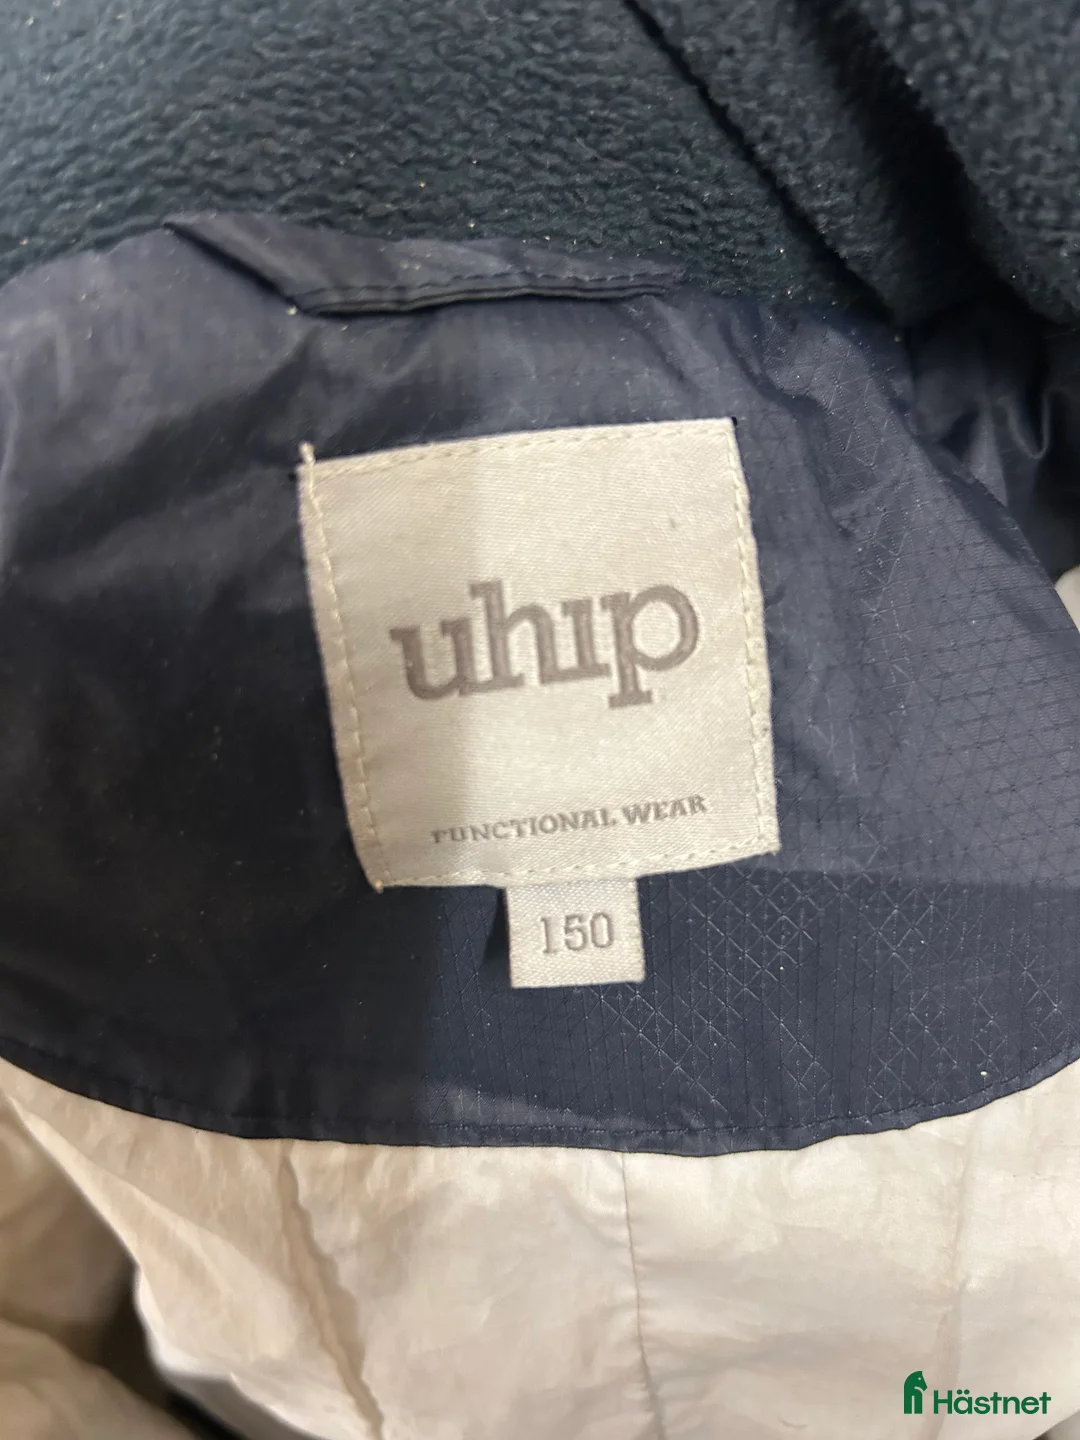 uhip
FUNCTIONAL WEAR
150
Hästnet